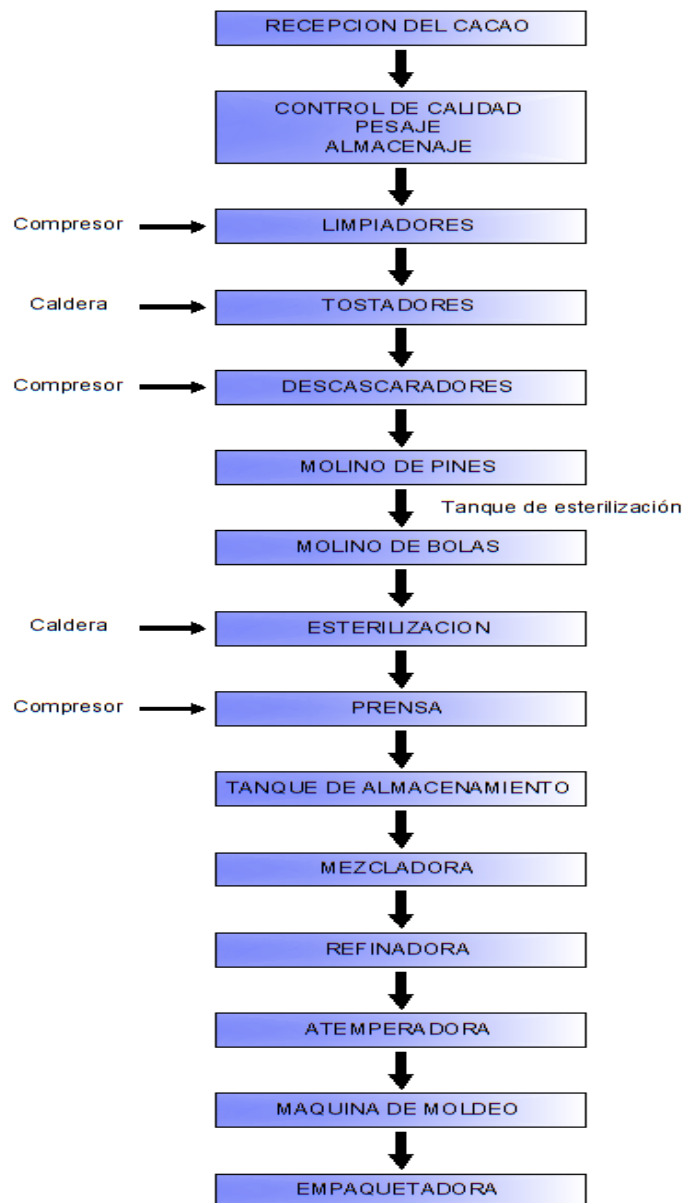 RECEPCION DEL CACAO
CONTROL DE CALIDAD
PESAJE
ALMACENAJE
Compresor
LIMPIADORES
Caldera
TOSTADORES
Compresor
DESCASCARADORES
MOLINO DE PINES
Tanque de esterilización
MOLINO DE BOLAS
Caldera
ESTERILIZACION
Compresor
PRENSA
TANQUE DE ALMACENAMIENTO
MEZCLADORA
REFINADORA
ATEMPERADORA
MAQUINA DE MOLDEO
EMPAQUETADORA